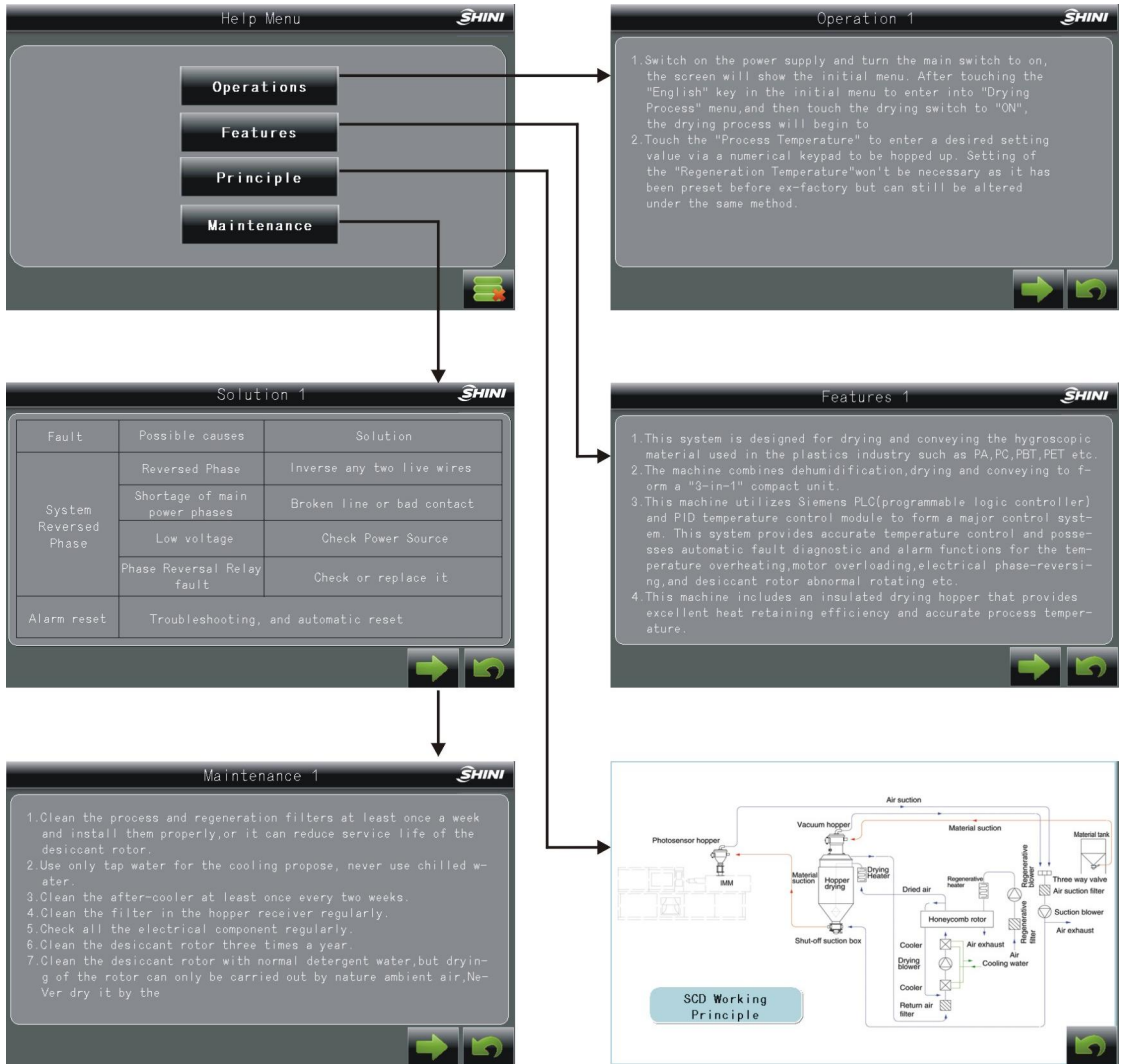 Help Menu
SHINI
Operations
Features
Principle
Maintenance
Operation 1
SHINI
1.Switch on the power supply and turn the main switch to on,
the screen will show the initial menu. After touching the
"English" key in the initial menu to enter into "Drying
Process" menu,and then touch the drying switch to "ON",
the drying process will begin to
2.Touch the "Process Temperature" to enter a desired setting
value via a numerical keypad to be hopped up. Setting of
the "Regeneration Temperature"won't be necessary as it has
been preset before ex-factory but can still be altered
under the same method.
Solution 1
SHINI
Fault
Possible causes
Solution
System
Reversed
Phase
Reversed Phase
Inverse any two live wires
Shortage of main
power phases
Broken line or bad contact
Low voltage
Check Power Source
Phase Reversal Relay
fault
Check or replace it
Alarm reset
Troubleshooting, and automatic reset
Features 1
SHINI
1.This system is designed for drying and conveying the hygroscopic
material used in the plastics industry such as PA,PC,PBT,PET etc.
2.The machine combines dehumidification,drying and conveying to f-
orm a "3-in-1" compact unit.
3.This machine utilizes Siemens PLC(programmable logic controller)
and PID temperature control module to form a major control syst-
em. This system provides accurate temperature control and posse-
sses automatic fault diagnostic and alarm functions for the tem-
perature overheating,motor overloading,electrical phase-reversi-
ng,and desiccant rotor abnormal rotating etc.
4.This machine includes an insulated drying hopper that provides
excellent heat retaining efficiency and accurate process temper-
ature.
Maintenance 1
SHINI
1.Clean the process and regeneration filters at least once a week
and install them properly,or it can reduce service life of the
desiccant rotor.
2.Use only tap water for the cooling propose, never use chilled w-
ater.
3.Clean the after-cooler at least once every two weeks.
4.Clean the filter in the hopper receiver regularly.
5.Check all the electrical component regularly.
6.Clean the desiccant rotor three times a year.
7.Clean the desiccant rotor with normal detergent water,but dryin-
g of the rotor can only be carried out by nature ambient air,Ne-
Ver dry it by the
Air suction
Vacuum hopper
Material suction
Material tank
Photosensor hopper
IMM
Material
suction
Hopper
drying
Drying
Heater
Dried air
Regenerative
heater
Regenerative
blower
Three way valve
Air suction filter
Honeycomb rotor
Regenerative
filter
Suction blower
Air exhaust
Shut-off suction box
Cooler
Air exhaust
Air
Drying
blower
Cooling water
Cooler
Return air
filter
SCD Working
Principle